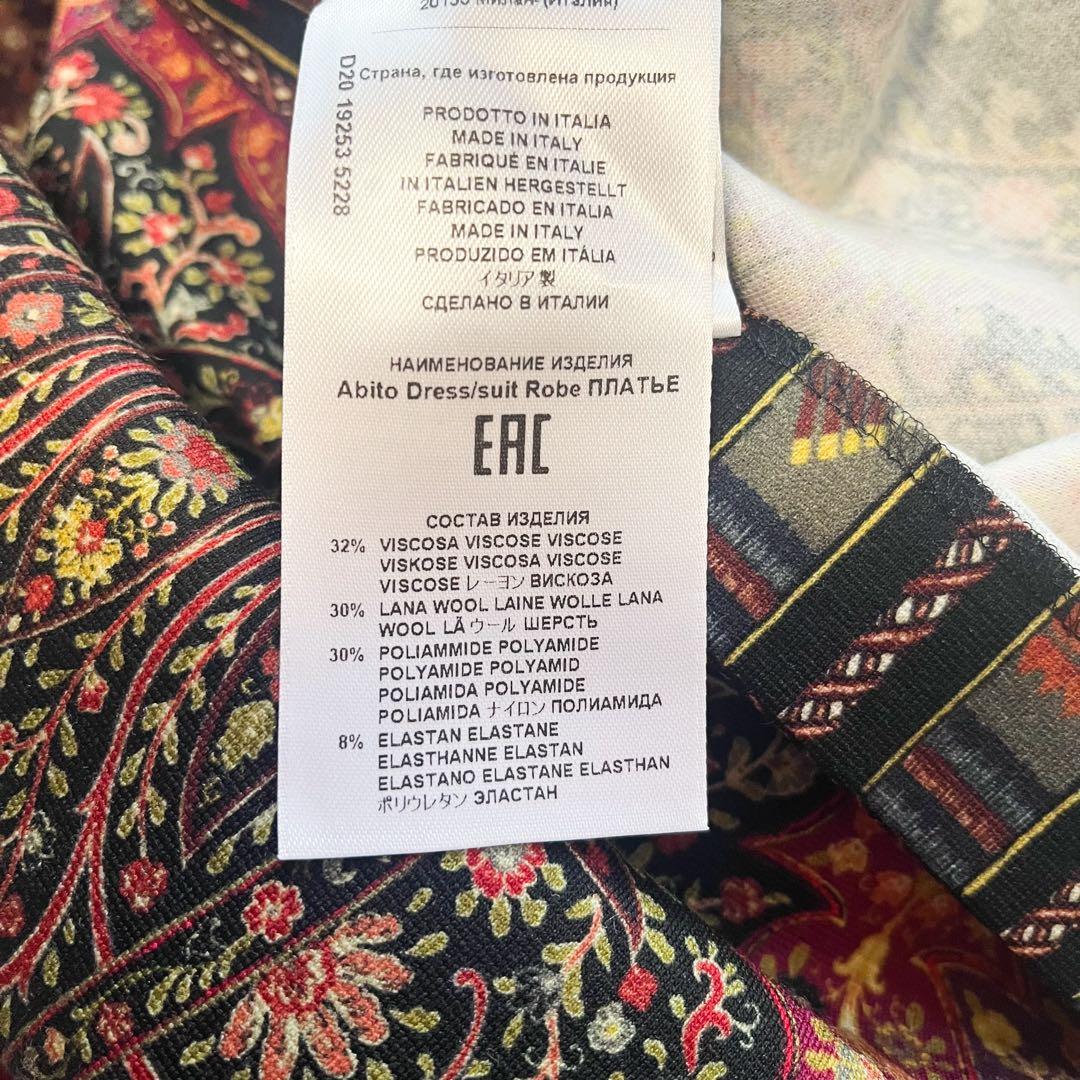 20135 Милан (Италия)
Страна, где изготовлена продукция
D20 19253 5228
PRODOTTO IN ITALIA
MADE IN ITALY
FABRIQUÉ EN ITALIE
IN ITALIEN HERGESTELLT
FABRICADO EN ITALIA
MADE IN ITALY
PRODUZIDO EM ITÁLIA
イタリア製
СДЕЛАНО В ИТАЛИИ
НАИМЕНОВАНИЕ ИЗДЕЛИЯ
Abito Dress/suit Robe ПЛАТЬЕ
EAC
СОСТАВ ИЗДЕЛИЯ
32% VISCOSA VISCOSE VISCOSE
VISKOSE VISCOSA VISCOSE
VISCOSE レーヨン ВИСКОЗА
30% LANA WOOL LAINE WOLLE LANA
WOOL LÃ ウール ШЕРСТЬ
30% POLIAMMIDE POLYAMIDE
POLYAMIDE POLYAMID
POLIAMIDA POLYAMIDE
POLIAMIDA ナイロン ПОЛИАМИДА
8% ELASTAN ELASTANE
ELASTHANNE ELASTAN
ELASTANO ELASTANE ELASTHAN
ポリウレタン ЭЛАСТАН